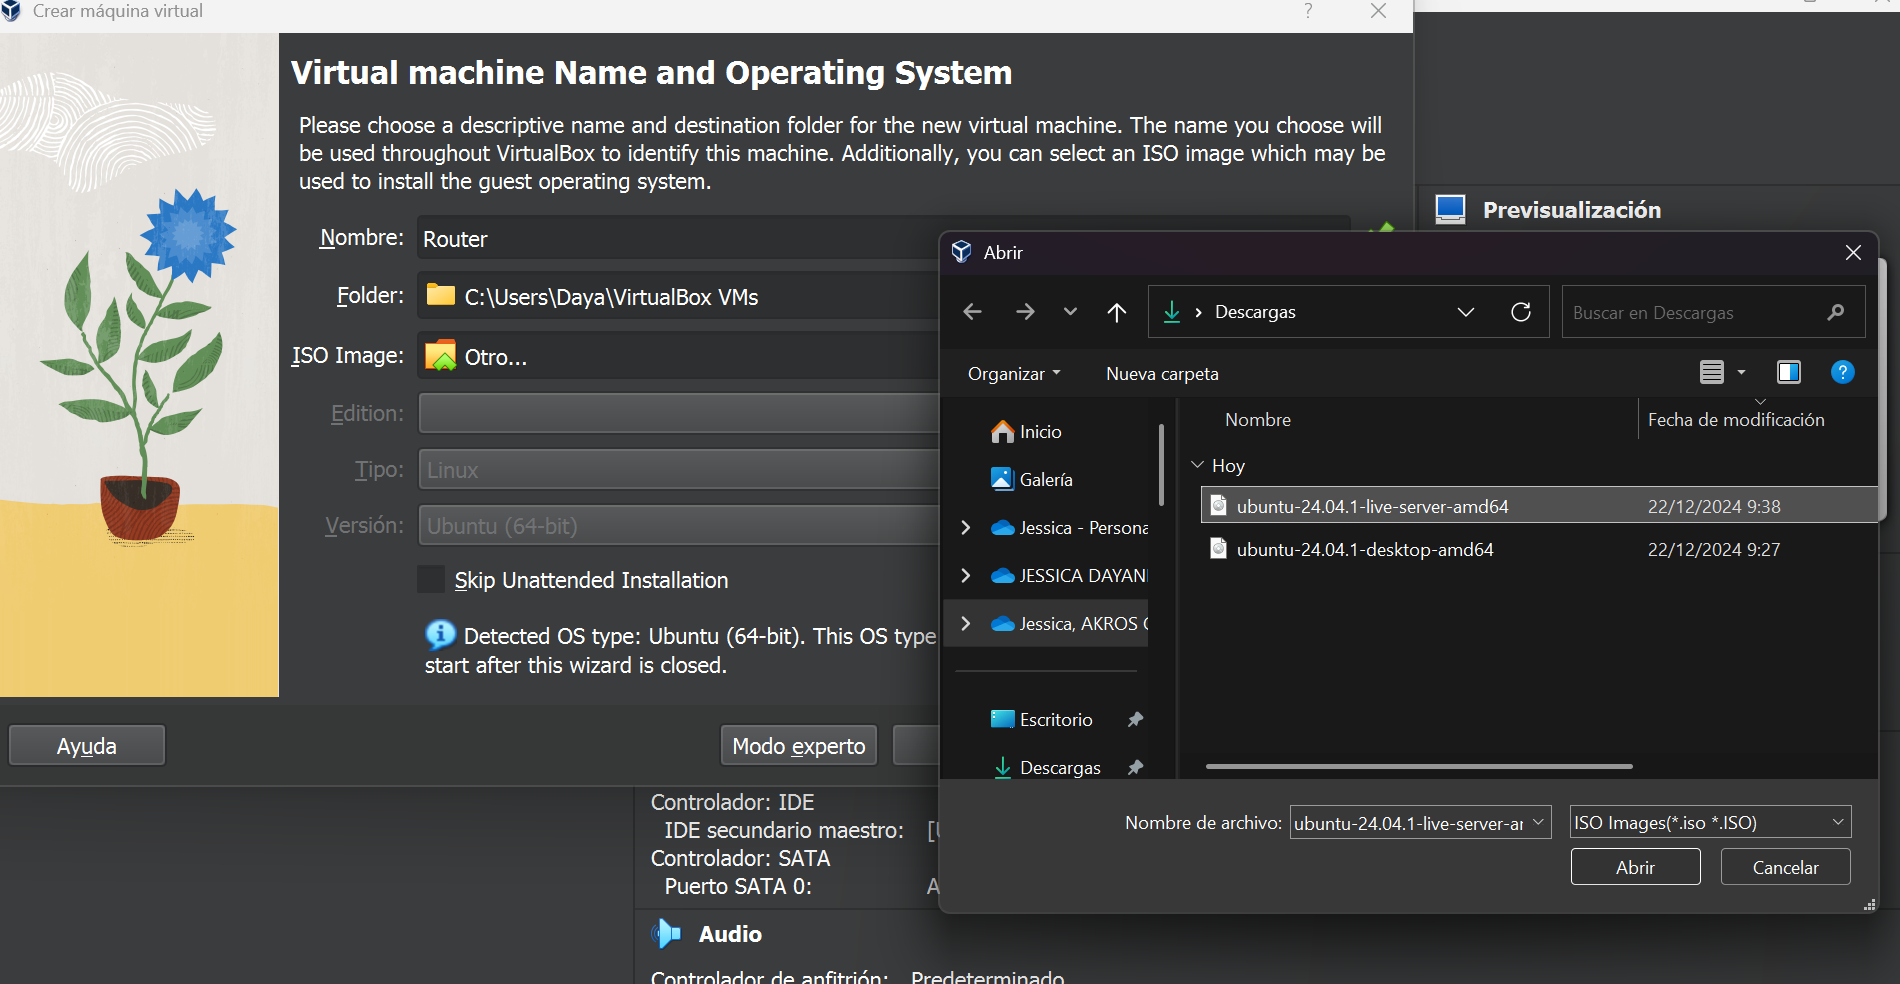 Crear máquina virtual
Virtual machine Name and Operating System
Please choose a descriptive name and destination folder for the new virtual machine. The name you choose will
be used throughout VirtualBox to identify this machine. Additionally, you can select an ISO image which may be
used to install the guest operating system.
Nombre: Router
Folder: C:\Users\Daya\VirtualBox VMs
ISO Image: Otro...
Edition:
Tipo: Linux
Versión: Ubuntu (64-bit)
Skip Unattended Installation
Detected OS type: Ubuntu (64-bit). This OS type
start after this wizard is closed.
Ayuda
Modo experto
Previsualización
Abrir
Descargas
Buscar en Descargas
Organizar
Nueva carpeta
Inicio
Galería
Jessica - Persona
JESSICA DAYAN
Jessica, AKROS
Escritorio
Descargas
Nombre
Fecha de modificación
Hoy
ubuntu-24.04.1-live-server-amd64 22/12/2024 9:38
ubuntu-24.04.1-desktop-amd64 22/12/2024 9:27
Nombre de archivo: ubuntu-24.04.1-live-server-ar
ISO Images(*.iso *.ISO)
Abrir
Cancelar
Controlador: IDE
IDE secundario maestro:
Controlador: SATA
Puerto SATA 0:
Audio
Controlador de anfitrión: Predeterminado